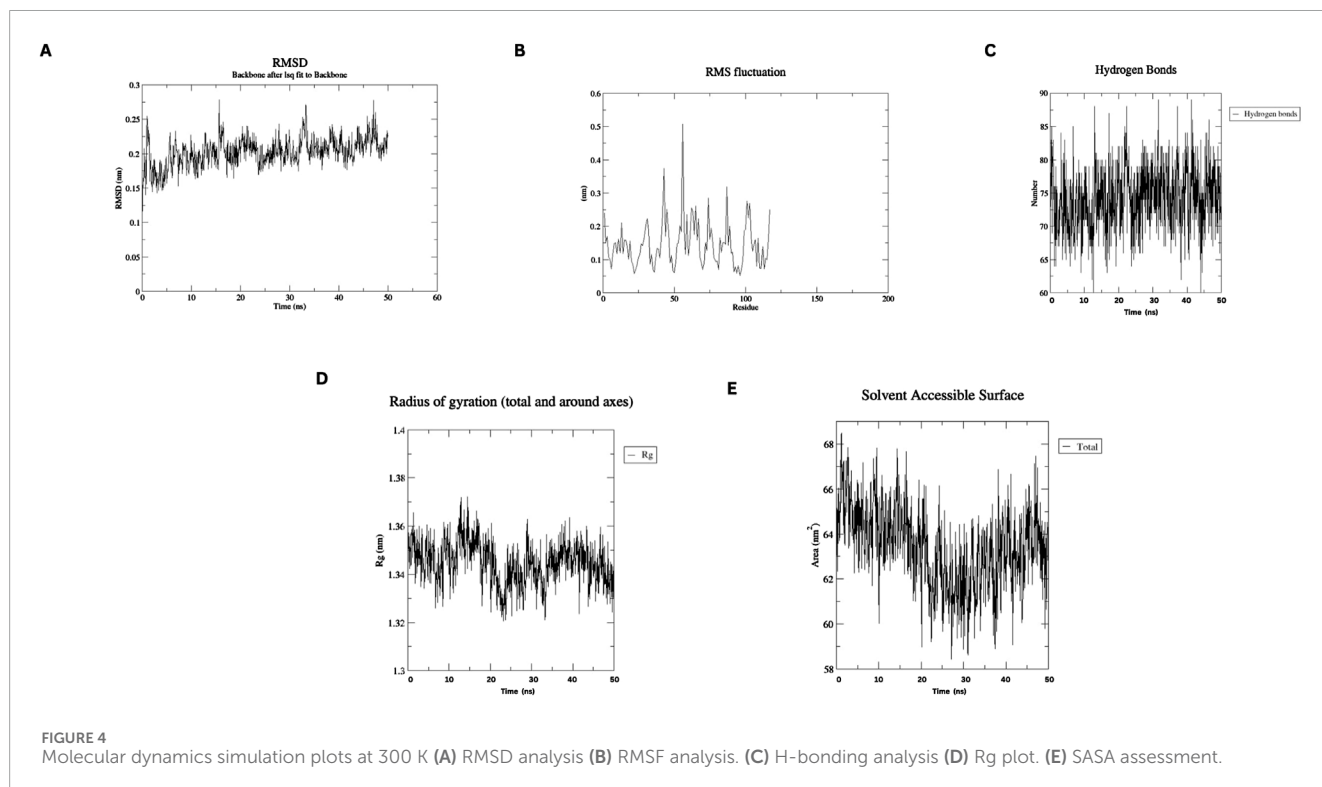 A
RMSD
Backbone after lsq fit to Backbone
0.3
0.25
0.2
0.15
0.1
0.05
0
RMSD (nm)
0 10 20 30 40 50 60
Time (ns)
B
RMS fluctuation
0.6
0.5
0.4
0.3
0.2
0.1
0
(nm)
0 50 100 150 200
Residue
C
Hydrogen Bonds
90
85
80
75
70
65
60
Number
0 10 20 30 40 50
Time (ns)
Hydrogen bonds
D
Radius of gyration (total and around axes)
1.4
1.38
1.36
1.34
1.32
1.3
Rg (nm)
0 10 20 30 40 50
Time (ns)
Rg
E
Solvent Accessible Surface
68
66
64
62
60
58
Area (nm²)
0 10 20 30 40 50
Time (ns)
Total
FIGURE 4
Molecular dynamics simulation plots at 300 K (A) RMSD analysis (B) RMSF analysis. (C) H-bonding analysis (D) Rg plot. (E) SASA assessment.